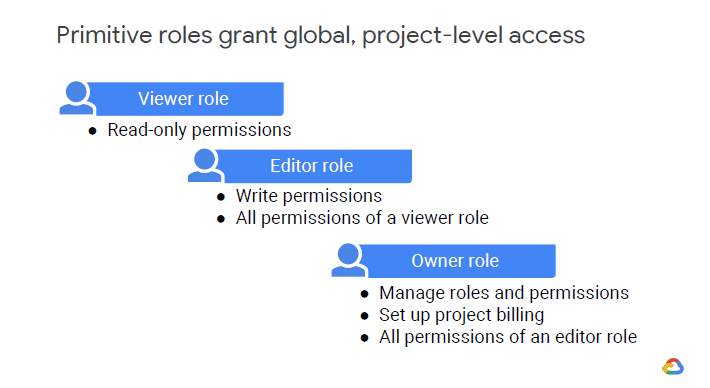 Primitive roles grant global, project-level access
Viewer role
● Read-only permissions
Editor role
● Write permissions
● All permissions of a viewer role
Owner role
● Manage roles and permissions
● Set up project billing
● All permissions of an editor role